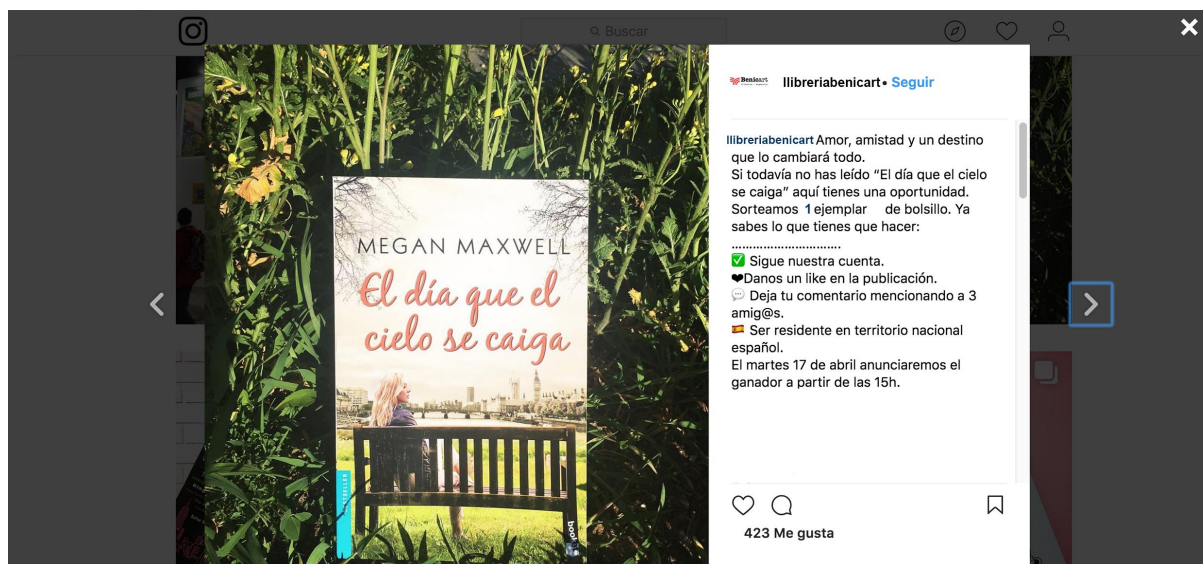 Buscar
Benicart
llibreriabenicart • Seguir
llibreriabenicart Amor, amistad y un destino
que lo cambiará todo.
Si todavía no has leído “El día que el cielo
se caiga” aquí tienes una oportunidad.
Sorteamos 1 ejemplar de bolsillo. Ya
sabes lo que tienes que hacer:
...............................
✅ Sigue nuestra cuenta.
❤Danos un like en la publicación.
💬 Deja tu comentario mencionando a 3
amig@s.
🇪🇸 Ser residente en territorio nacional
español.
El martes 17 de abril anunciaremos el
ganador a partir de las 15h.
423 Me gusta
MEGAN MAXWELL
El día que el
cielo se caiga
BESTSELLER
book